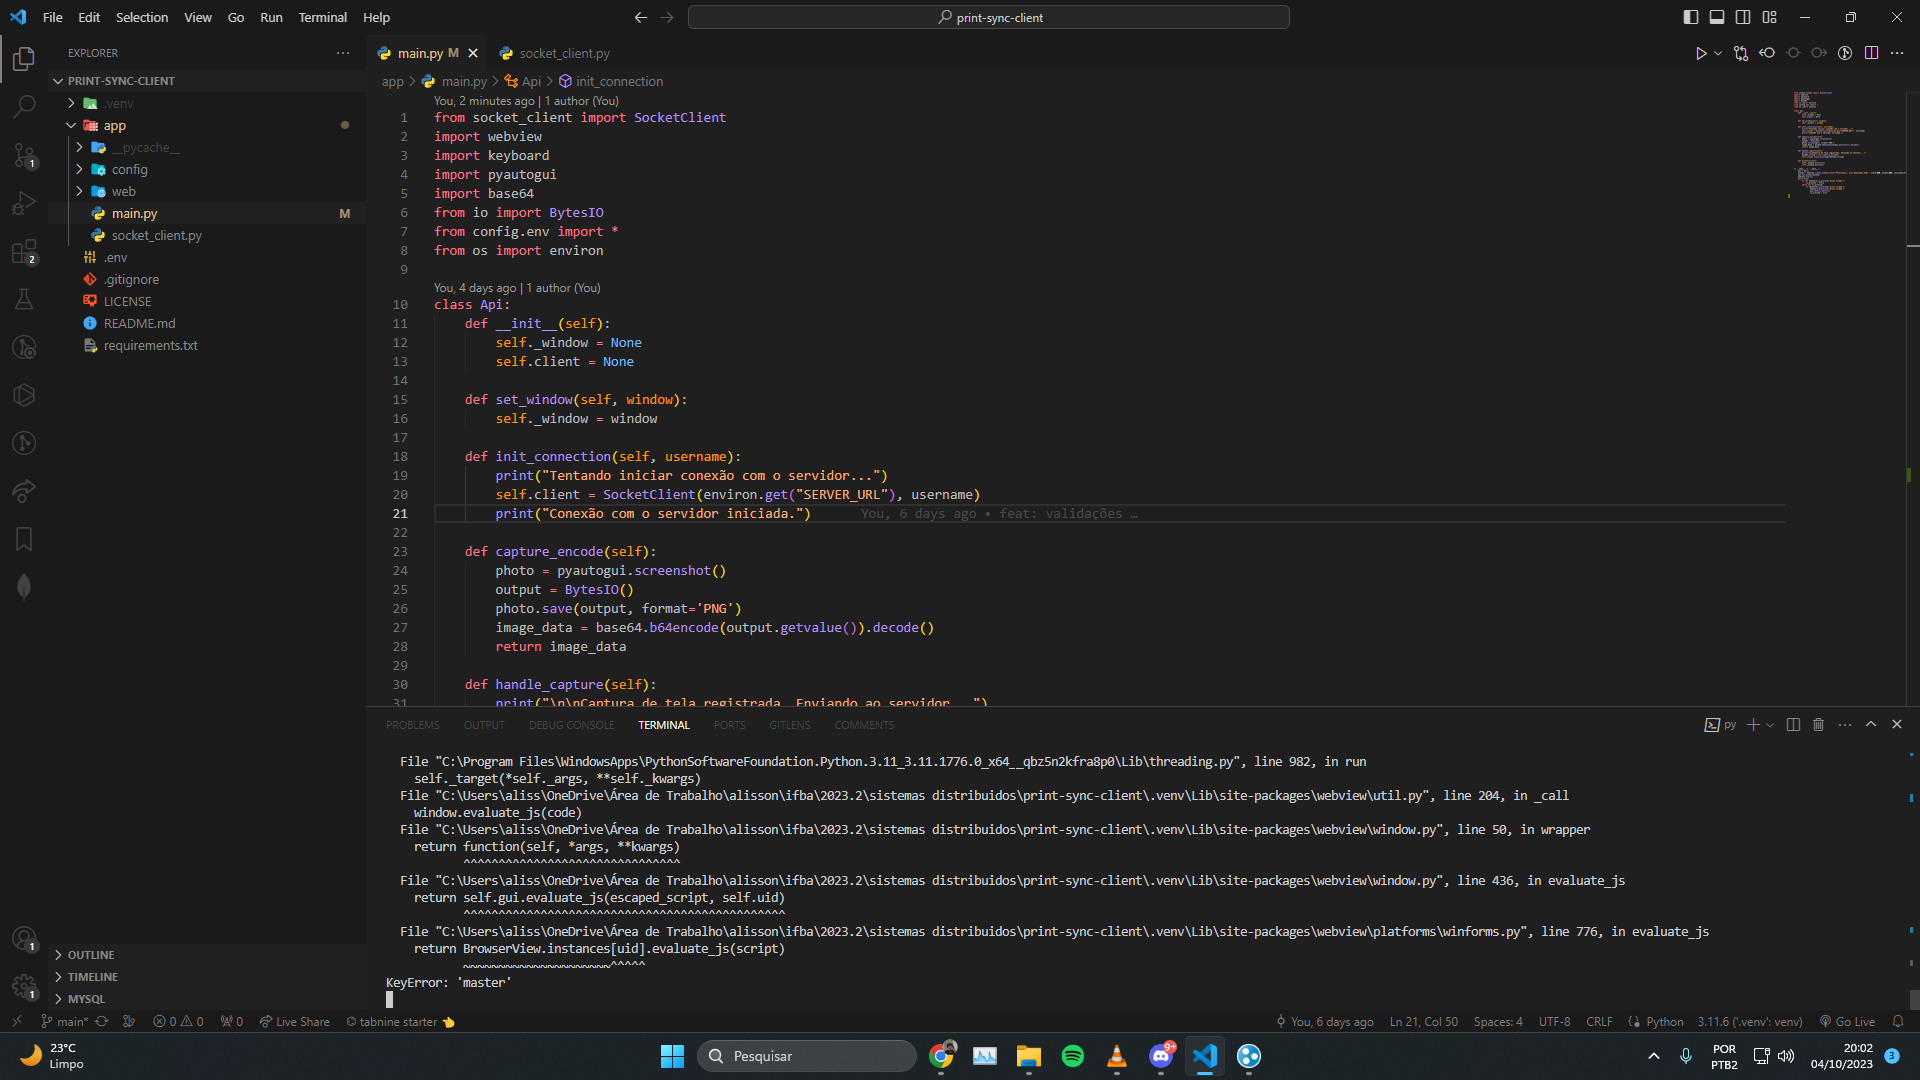 File Edit Selection View Go Run Terminal Help
print-sync-client
EXPLORER
PRINT-SYNC-CLIENT
.venv
app
__pycache__
config
web
main.py M
socket_client.py
.env
.gitignore
LICENSE
README.md
requirements.txt
OUTLINE
TIMELINE
MYSQL
1
2
1
1
main.py M
socket_client.py
app > main.py > Api > init_connection
You, 2 minutes ago | 1 author (You)
1 from socket_client import SocketClient
2 import webview
3 import keyboard
4 import pyautogui
5 import base64
6 from io import BytesIO
7 from config.env import *
8 from os import environ
9
You, 4 days ago | 1 author (You)
10 class Api:
11 def __init__(self):
12 self._window = None
13 self.client = None
14
15 def set_window(self, window):
16 self._window = window
17
18 def init_connection(self, username):
19 print("Tentando iniciar conexão com o servidor...")
20 self.client = SocketClient(environ.get("SERVER_URL"), username)
21 print("Conexão com o servidor iniciada.") You, 6 days ago • feat: validações …
22
23 def capture_encode(self):
24 photo = pyautogui.screenshot()
25 output = BytesIO()
26 photo.save(output, format='PNG')
27 image_data = base64.b64encode(output.getvalue()).decode()
28 return image_data
29
30 def handle_capture(self):
31 print("\n\nCaptura de tela registrada. Enviando ao servidor...")
PROBLEMS OUTPUT DEBUG CONSOLE TERMINAL PORTS GITLENS COMMENTS
py
File "C:\Program Files\WindowsApps\PythonSoftwareFoundation.Python.3.11_3.11.1776.0_x64__qbz5n2kfra8p0\Lib\threading.py", line 982, in run
self._target(*self._args, **self._kwargs)
File "C:\Users\aliss\OneDrive\Área de Trabalho\alisson\ifba\2023.2\sistemas distribuidos\print-sync-client\.venv\Lib\site-packages\webview\util.py", line 204, in _call
window.evaluate_js(code)
File "C:\Users\aliss\OneDrive\Área de Trabalho\alisson\ifba\2023.2\sistemas distribuidos\print-sync-client\.venv\Lib\site-packages\webview\window.py", line 50, in wrapper
return function(self, *args, **kwargs)
^^^^^^^^^^^^^^^^^^^^^^^^^^^^^^^
File "C:\Users\aliss\OneDrive\Área de Trabalho\alisson\ifba\2023.2\sistemas distribuidos\print-sync-client\.venv\Lib\site-packages\webview\window.py", line 436, in evaluate_js
return self.gui.evaluate_js(escaped_script, self.uid)
^^^^^^^^^^^^^^^^^^^^^^^^^^^^^^^^^^^^^^^^^^^^^^
File "C:\Users\aliss\OneDrive\Área de Trabalho\alisson\ifba\2023.2\sistemas distribuidos\print-sync-client\.venv\Lib\site-packages\webview\platforms\winforms.py", line 776, in evaluate_js
return BrowserView.instances[uid].evaluate_js(script)
~~~~~~~~~~~~~~~~~~~~~^^^^^
KeyError: 'master'
main* 0 0 0 Live Share tabnine starter You, 6 days ago Ln 21, Col 50 Spaces: 4 UTF-8 CRLF Python 3.11.6 ('.venv': venv) Go Live
23°C
Limpo
Pesquisar
9+
POR
PTB2
20:02
04/10/2023
3